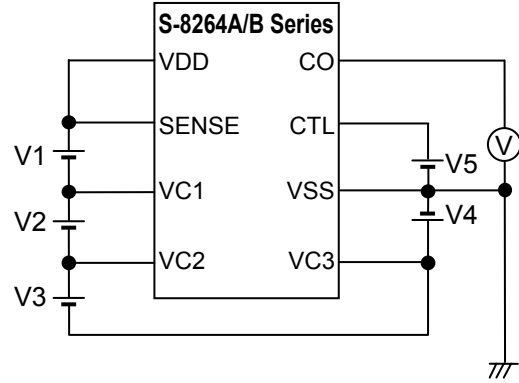 S-8264A/B Series
VDD CO
SENSE CTL
V1 V
V5
VC1 VSS
V2 V4
VC2 VC3
V3